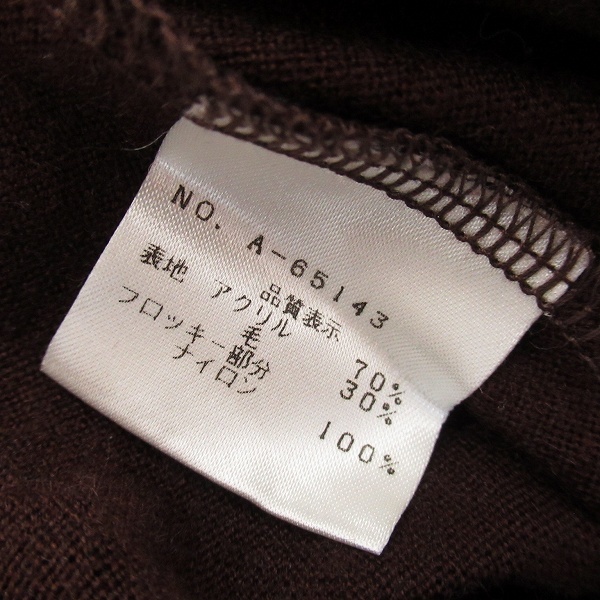 NO. A-65143
品質表示
表地 アクリル 70%
毛 30%
フロッキー部分
ナイロン 100%